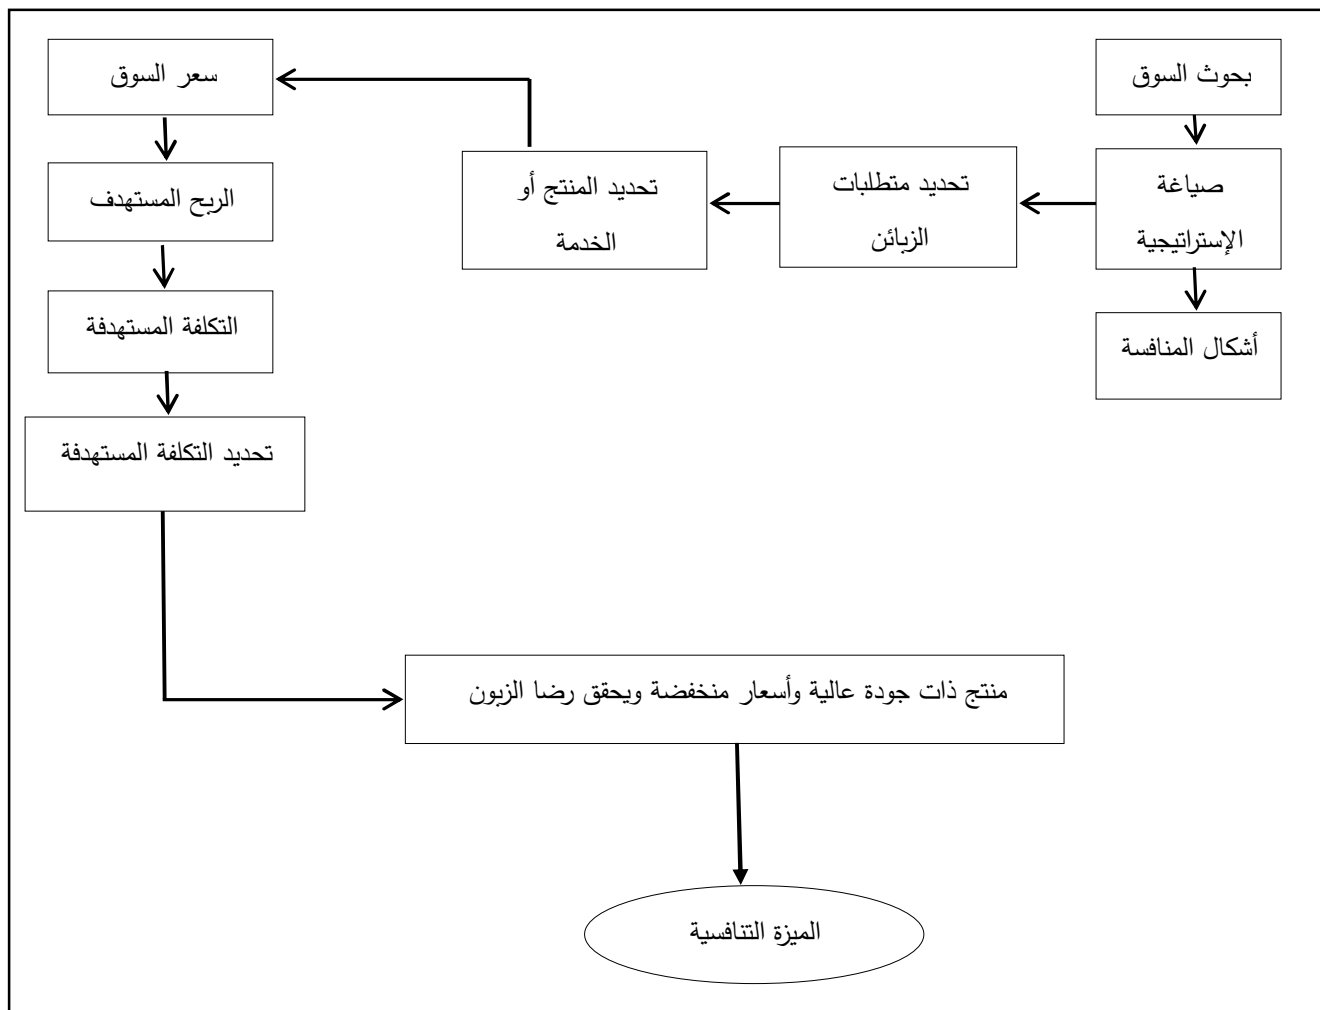 بحوث السوق
صياغة
الإستراتيجية
أشكال المنافسة
تحديد متطلبات
الزبائن
تحديد المنتج أو
الخدمة
سعر السوق
الربح المستهدف
التكلفة المستهدفة
تحديد التكلفة المستهدفة
منتج ذات جودة عالية وأسعار منخفضة ويحقق رضا الزبون
الميزة التنافسية